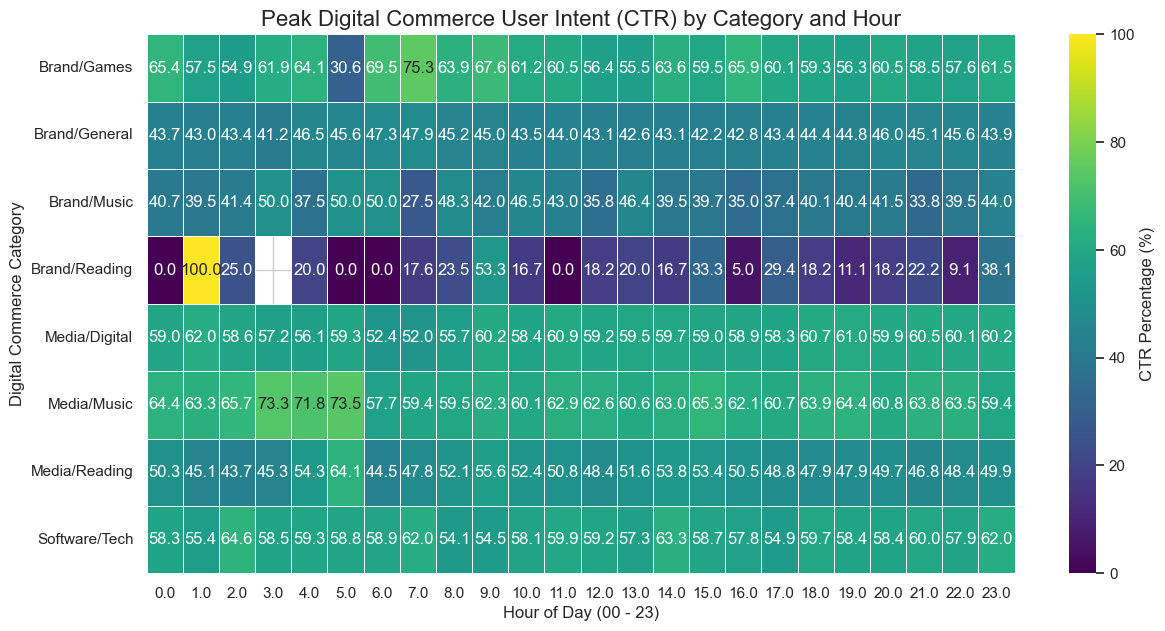 Peak Digital Commerce User Intent (CTR) by Category and Hour
Digital Commerce Category
Brand/Games 65.4 57.5 54.9 61.9 64.1 30.6 69.5 75.3 63.9 67.6 61.2 60.5 56.4 55.5 63.6 59.5 65.9 60.1 59.3 56.3 60.5 58.5 57.6 61.5
Brand/General 43.7 43.0 43.4 41.2 46.5 45.6 47.3 47.9 45.2 45.0 43.5 44.0 43.1 42.6 43.1 42.2 42.8 43.4 44.4 44.8 46.0 45.1 45.6 43.9
Brand/Music 40.7 39.5 41.4 50.0 37.5 50.0 50.0 27.5 48.3 42.0 46.5 43.0 35.8 46.4 39.5 39.7 35.0 37.4 40.1 40.4 41.5 33.8 39.5 44.0
Brand/Reading 0.0 100.0 25.0 20.0 0.0 0.0 17.6 23.5 53.3 16.7 0.0 18.2 20.0 16.7 33.3 5.0 29.4 18.2 11.1 18.2 22.2 9.1 38.1
Media/Digital 59.0 62.0 58.6 57.2 56.1 59.3 52.4 52.0 55.7 60.2 58.4 60.9 59.2 59.5 59.7 59.0 58.9 58.3 60.7 61.0 59.9 60.5 60.1 60.2
Media/Music 64.4 63.3 65.7 73.3 71.8 73.5 57.7 59.4 59.5 62.3 60.1 62.9 62.6 60.6 63.0 65.3 62.1 60.7 63.9 64.4 60.8 63.8 63.5 59.4
Media/Reading 50.3 45.1 43.7 45.3 54.3 64.1 44.5 47.8 52.1 55.6 52.4 50.8 48.4 51.6 53.8 53.4 50.5 48.8 47.9 47.9 49.7 46.8 48.4 49.9
Software/Tech 58.3 55.4 64.6 58.5 59.3 58.8 58.9 62.0 54.1 54.5 58.1 59.9 59.2 57.3 63.3 58.7 57.8 54.9 59.7 58.4 58.4 60.0 57.9 62.0
0.0 1.0 2.0 3.0 4.0 5.0 6.0 7.0 8.0 9.0 10.0 11.0 12.0 13.0 14.0 15.0 16.0 17.0 18.0 19.0 20.0 21.0 22.0 23.0
Hour of Day (00 - 23)
100
80
60
40
20
0
CTR Percentage (%)